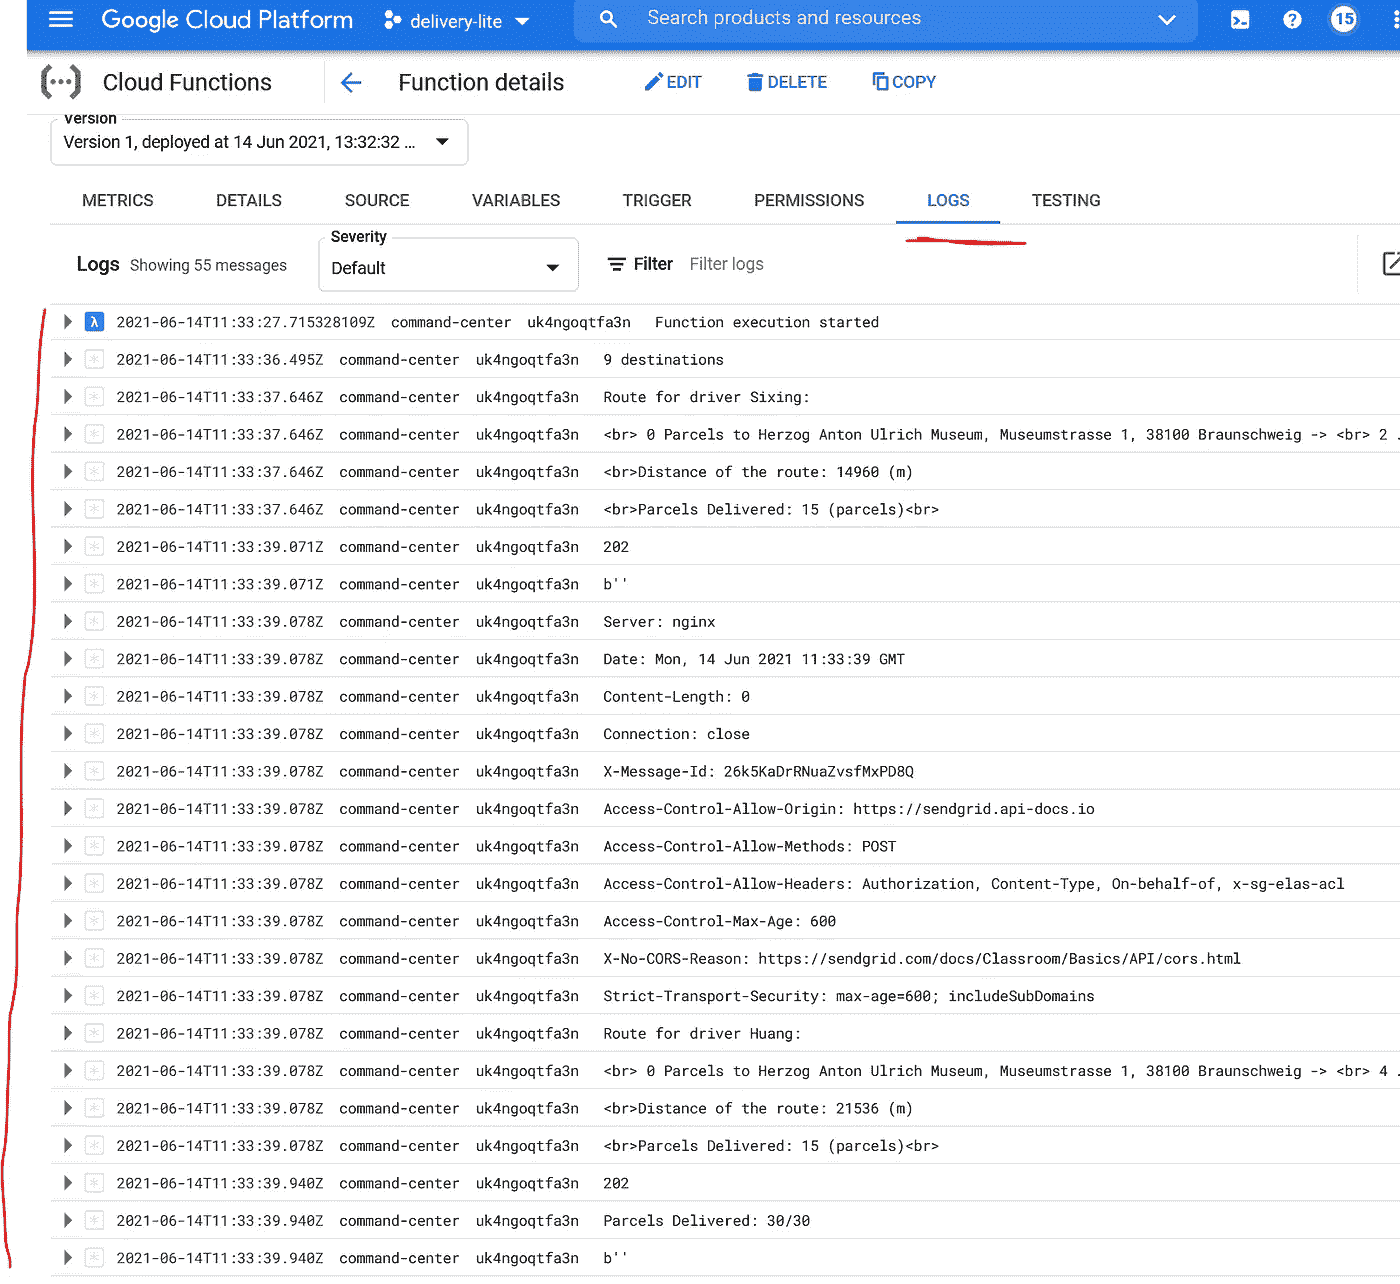 Google Cloud Platform delivery-lite Search products and resources 15
Cloud Functions Function details EDIT DELETE COPY
Version
Version 1, deployed at 14 Jun 2021, 13:32:32 ...
METRICS DETAILS SOURCE VARIABLES TRIGGER PERMISSIONS LOGS TESTING
Severity
Logs Showing 55 messages Default Filter Filter logs
2021-06-14T11:33:27.715328109Z command-center uk4ngoqtfa3n Function execution started
2021-06-14T11:33:36.495Z command-center uk4ngoqtfa3n 9 destinations
2021-06-14T11:33:37.646Z command-center uk4ngoqtfa3n Route for driver Sixing:
2021-06-14T11:33:37.646Z command-center uk4ngoqtfa3n <br> 0 Parcels to Herzog Anton Ulrich Museum, Museumstrasse 1, 38100 Braunschweig -> <br> 2 .
2021-06-14T11:33:37.646Z command-center uk4ngoqtfa3n <br>Distance of the route: 14960 (m)
2021-06-14T11:33:37.646Z command-center uk4ngoqtfa3n <br>Parcels Delivered: 15 (parcels)<br>
2021-06-14T11:33:39.071Z command-center uk4ngoqtfa3n 202
2021-06-14T11:33:39.071Z command-center uk4ngoqtfa3n b''
2021-06-14T11:33:39.078Z command-center uk4ngoqtfa3n Server: nginx
2021-06-14T11:33:39.078Z command-center uk4ngoqtfa3n Date: Mon, 14 Jun 2021 11:33:39 GMT
2021-06-14T11:33:39.078Z command-center uk4ngoqtfa3n Content-Length: 0
2021-06-14T11:33:39.078Z command-center uk4ngoqtfa3n Connection: close
2021-06-14T11:33:39.078Z command-center uk4ngoqtfa3n X-Message-Id: 26k5KaDrRNuaZvsfMxPD8Q
2021-06-14T11:33:39.078Z command-center uk4ngoqtfa3n Access-Control-Allow-Origin: https://sendgrid.api-docs.io
2021-06-14T11:33:39.078Z command-center uk4ngoqtfa3n Access-Control-Allow-Methods: POST
2021-06-14T11:33:39.078Z command-center uk4ngoqtfa3n Access-Control-Allow-Headers: Authorization, Content-Type, On-behalf-of, x-sg-elas-acl
2021-06-14T11:33:39.078Z command-center uk4ngoqtfa3n Access-Control-Max-Age: 600
2021-06-14T11:33:39.078Z command-center uk4ngoqtfa3n X-No-CORS-Reason: https://sendgrid.com/docs/Classroom/Basics/API/cors.html
2021-06-14T11:33:39.078Z command-center uk4ngoqtfa3n Strict-Transport-Security: max-age=600; includeSubDomains
2021-06-14T11:33:39.078Z command-center uk4ngoqtfa3n Route for driver Huang:
2021-06-14T11:33:39.078Z command-center uk4ngoqtfa3n <br> 0 Parcels to Herzog Anton Ulrich Museum, Museumstrasse 1, 38100 Braunschweig -> <br> 4 .
2021-06-14T11:33:39.078Z command-center uk4ngoqtfa3n <br>Distance of the route: 21536 (m)
2021-06-14T11:33:39.078Z command-center uk4ngoqtfa3n <br>Parcels Delivered: 15 (parcels)<br>
2021-06-14T11:33:39.940Z command-center uk4ngoqtfa3n 202
2021-06-14T11:33:39.940Z command-center uk4ngoqtfa3n Parcels Delivered: 30/30
2021-06-14T11:33:39.940Z command-center uk4ngoqtfa3n b''